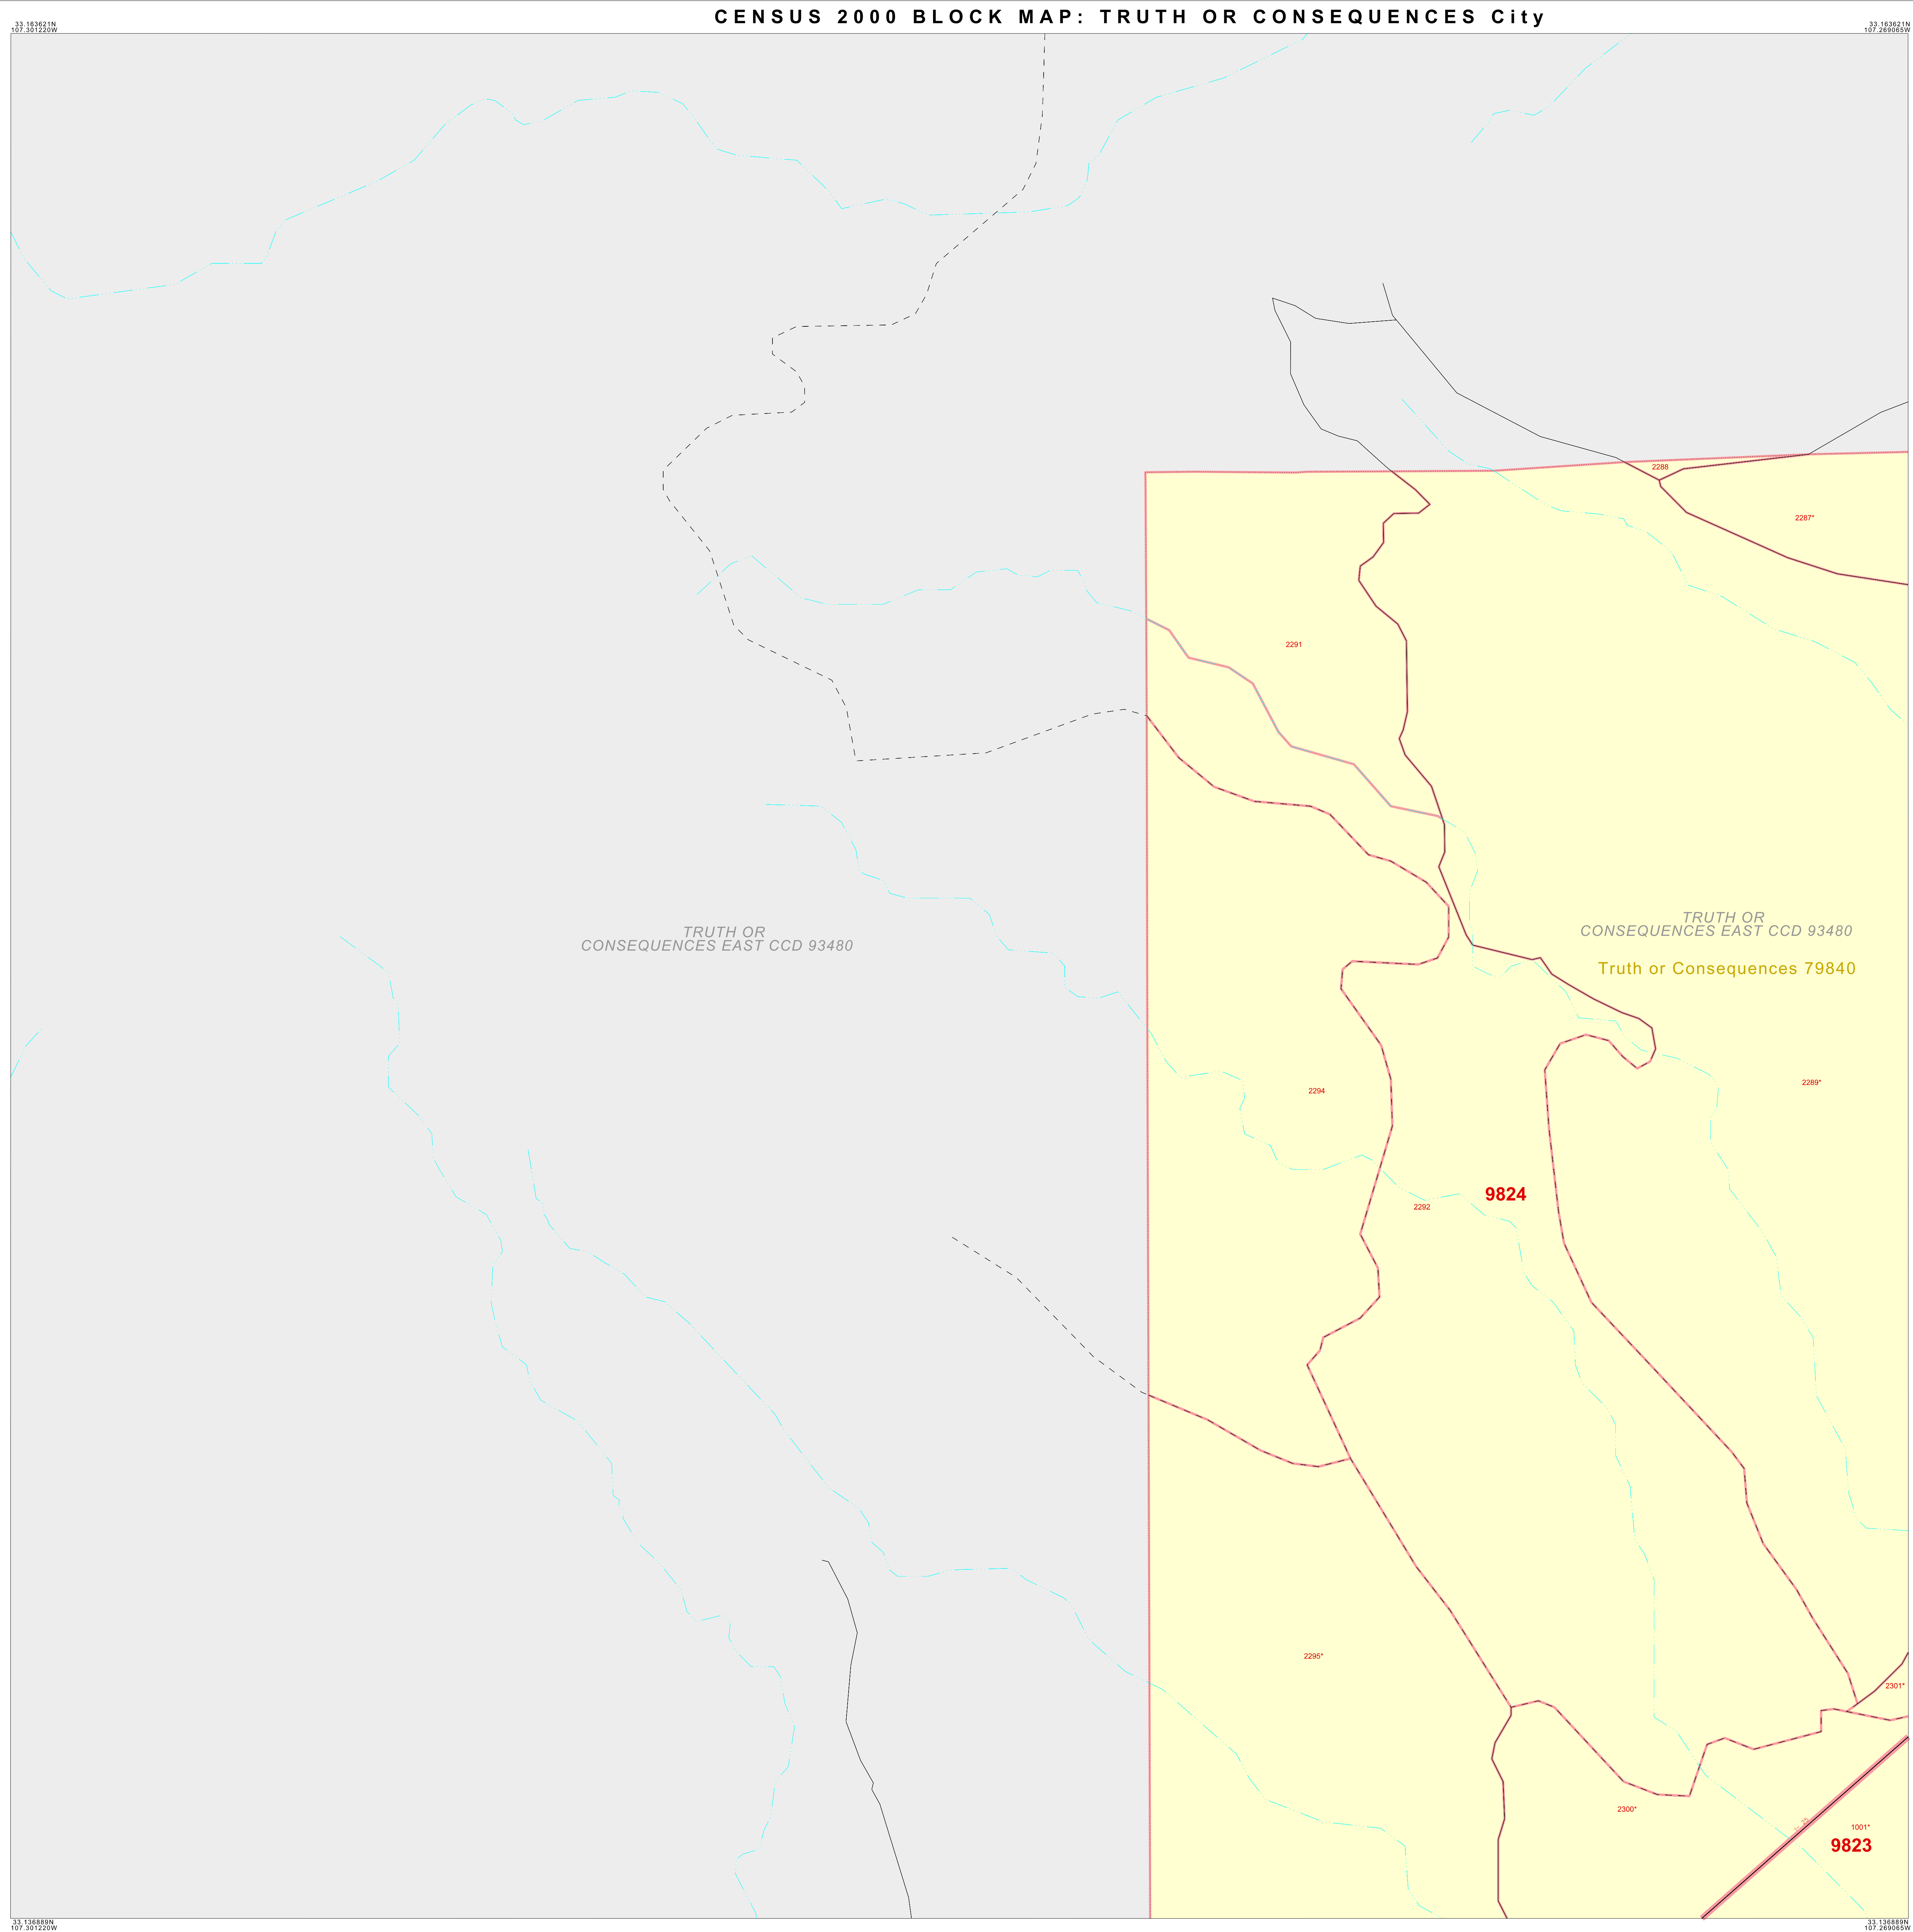 CENSUS 2000 BLOCK MAP: TRUTH OR CONSEQUENCES City
33.163621N
107.301220W
33.163621N
107.269065W
2288
2287*
2291
TRUTH OR
CONSEQUENCES EAST CCD 93480
TRUTH OR
CONSEQUENCES EAST CCD 93480
Truth or Consequences 79840
2289*
2294
9824
2292
2295*
2301*
2300*
1001*
9823
33.136889N
107.301220W
33.136889N
107.269065W